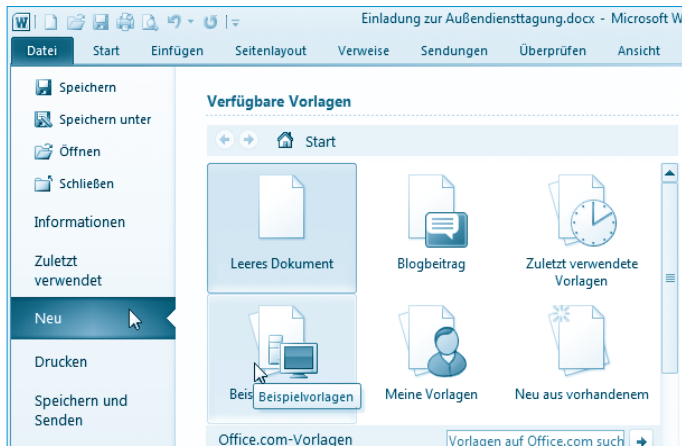 Einladung zur Außendiensttagung.docx - Microsoft W
Datei Start Einfügen Seitenlayout Verweise Sendungen Überprüfen Ansicht
Speichern
Speichern unter
Öffnen
Schließen
Informationen
Zuletzt
verwendet
Neu
Drucken
Speichern und
Senden
Verfügbare Vorlagen
Start
Leeres Dokument
Blogbeitrag
Zuletzt verwendete
Vorlagen
Beis
Beispielvorlagen
Meine Vorlagen
Neu aus vorhandenem
Office.com-Vorlagen
Vorlagen auf Office.com such